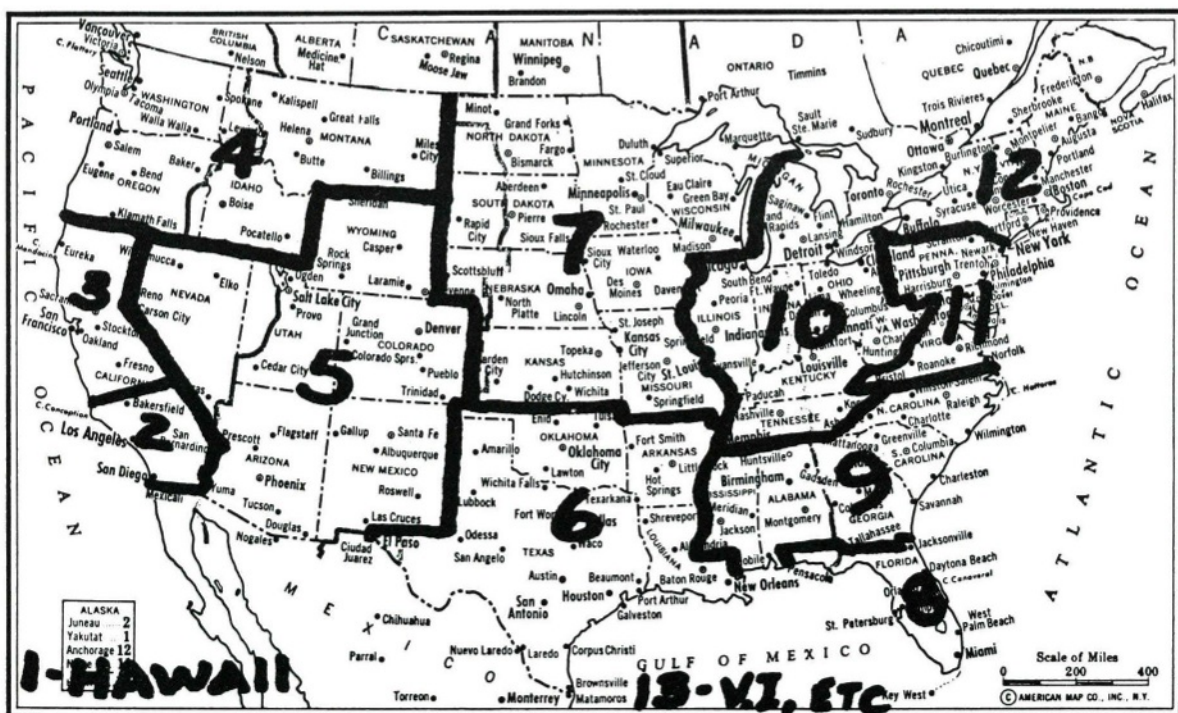 Vancouver
Victoria
C. Flattery
BRITISH COLUMBIA
Nelson
ALBERTA
Medicine Hat
C A N A D A
SASKATCHEWAN
Regina
Moose Jaw
MANITOBA
Winnipeg
Brandon
ONTARIO
Timmins
Port Arthur
Chicoutimi
QUEBEC
Quebec
N.B.
Fredericton
Trois Rivieres
Sherbrooke
MAINE
Bangor
Halifax
NOVA SCOTIA
Seattle
Olympia
Tacoma
WASHINGTON
Spokane
Walla Walla
Kalispell
Great Falls
Helena
MONTANA
Butte
Miles City
Billings
Minot
Grand Forks
NORTH DAKOTA
Fargo
Bismarck
Duluth
Superior
Marquette
Sault Ste. Marie
Sudbury
Montreal
Ottawa
Kingston
Burlington
Montpelier
Augusta
Portland
Portland
Salem
Eugene
Bend
OREGON
Baker
4
IDAHO
Boise
Klamath Falls
Pocatello
Aberdeen
SOUTH DAKOTA
Pierre
Rapid City
Sioux Falls
MINNESOTA
St. Cloud
Minneapolis
St. Paul
Rochester
Eau Claire
Green Bay
WISCONSIN
Milwaukee
Madison
Saginaw
Flint
Lansing
Detroit
Windsor
Toronto
Hamilton
Rochester
Buffalo
Utica
Syracuse
12
Manchester
Boston
Worcester
Cape Cod
Providence
New Haven
New York
PACIFIC OCEAN
C. Mendocino
Eureka
3
Reno
Carson City
NEVADA
Elko
San Francisco
Stockton
Oakland
Fresno
Sheridan
WYOMING
Casper
Rock Springs
Laramie
Ogden
Salt Lake City
Provo
UTAH
Cedar City
Grand Junction
Denver
COLORADO
Colorado Sprs.
Pueblo
Trinidad
5
7
Scottsbluff
NEBRASKA
North Platte
Omaha
Lincoln
Sioux City
Waterloo
IOWA
Des Moines
St. Joseph
Kansas City
Topeka
KANSAS
Hutchinson
Dodge Cy.
Wichita
Jefferson City
St. Louis
MISSOURI
Springfield
Peoria
ILLINOIS
South Bend
Ft. Wayne
Toledo
OHIO
Wheeling
Columbus
10
Louisville
KENTUCKY
Paducah
Pittsburgh
Harrisburg
Trenton
Newark
Philadelphia
11
Richmond
Roanoke
Norfolk
C. Hatteras
C. Conception
Bakersfield
2
Los Angeles
San Bernardino
San Diego
Mexican
Prescott
Flagstaff
ARIZONA
Phoenix
Yuma
Tucson
Douglas
Nogales
Gallup
Santa Fe
Albuquerque
NEW MEXICO
Roswell
Las Cruces
El Paso
Ciudad Juarez
Enid
OKLAHOMA
Oklahoma City
Lawton
Amarillo
Wichita Falls
Lubbock
Odessa
San Angelo
TEXAS
Waco
6
Austin
Houston
San Antonio
Beaumont
Port Arthur
Galveston
Laredo
Corpus Christi
Brownsville
Fort Smith
ARKANSAS
Hot Springs
Texarkana
Shreveport
LOUISIANA
Baton Rouge
New Orleans
Nashville
TENNESSEE
Memphis
Huntsville
Birmingham
Gadsden
ALABAMA
Montgomery
Meridian
Jackson
Mobile
Pensacola
9
GEORGIA
Tallahassee
N. CAROLINA
Raleigh
Charlotte
Greenville
Columbia
S. CAROLINA
Wilmington
Charleston
Savannah
Jacksonville
FLORIDA
Daytona Beach
C. Canaveral
8
St. Petersburg
West Palm Beach
Miami
Key West
ATLANTIC OCEAN
MEXICO
Chihuahua
Parral
Torreon
Nuevo Laredo
Monterrey
Matamoros
GULF OF MEXICO
ALASKA
Juneau 2
Yakutat 1
Anchorage 12
1-HAWAII
13-V.I. ETC
Scale of Miles
0 200 400
© AMERICAN MAP CO., INC., N.Y.